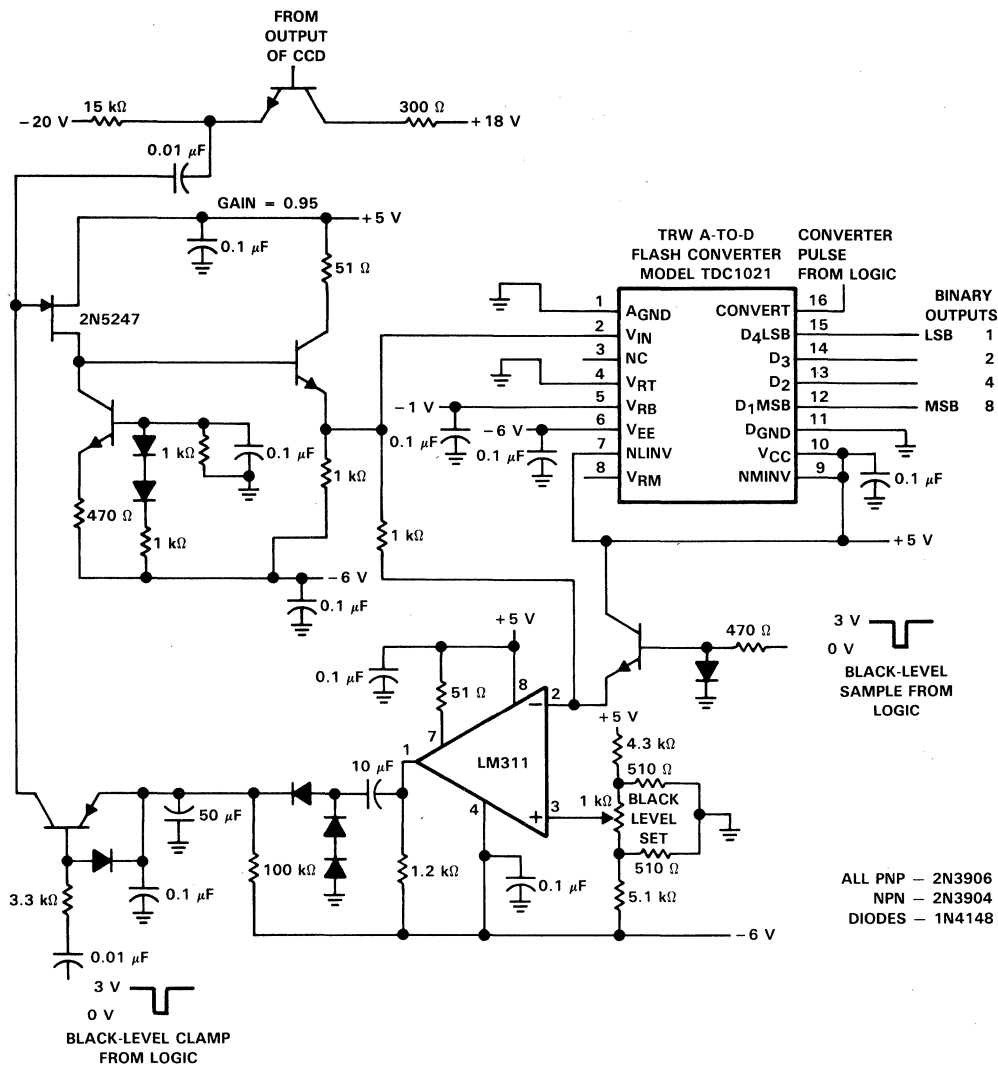 FROM
OUTPUT
OF CCD
15 kΩ
300 Ω
−20 V
+18 V
0.01 µF
GAIN = 0.95
+5 V
0.1 µF
51 Ω
2N5247
1 kΩ
0.1 µF
1 kΩ
470 Ω
1 kΩ
1 kΩ
−6 V
0.1 µF
TRW A-TO-D
FLASH CONVERTER
MODEL TDC1021
CONVERTER
PULSE
FROM LOGIC
BINARY
OUTPUTS
1 AGND CONVERT 16
2 VIN D4LSB 15 LSB 1
3 NC D3 14 2
4 VRT D2 13 4
−1 V 5 VRB D1MSB 12 MSB 8
0.1 µF −6 V 6 VEE DGND 11
0.1 µF 7 NLINV VCC 10
8 VRM NMINV 9 0.1 µF
+5 V
3 V
0 V
470 Ω
BLACK-LEVEL
SAMPLE FROM
LOGIC
+5 V
0.1 µF
51 Ω
8
2
7
1
LM311
4
3
10 µF
+5 V
4.3 kΩ
510 Ω
1 kΩ
BLACK
LEVEL
SET
510 Ω
5.1 kΩ
50 µF
100 kΩ
1.2 kΩ
0.1 µF
0.1 µF
3.3 kΩ
−6 V
ALL PNP − 2N3906
NPN − 2N3904
DIODES − 1N4148
0.01 µF
3 V
0 V
BLACK-LEVEL CLAMP
FROM LOGIC